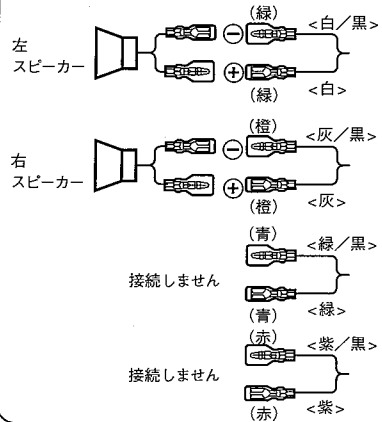 (緑) <白/黒>
左
スピーカー
⊖
⊕
(緑) <白>
(橙) <灰/黒>
右
スピーカー
⊖
⊕
(橙) <灰>
(青) <緑/黒>
接続しません
(青) <緑>
(赤) <紫/黒>
接続しません
(赤) <紫>